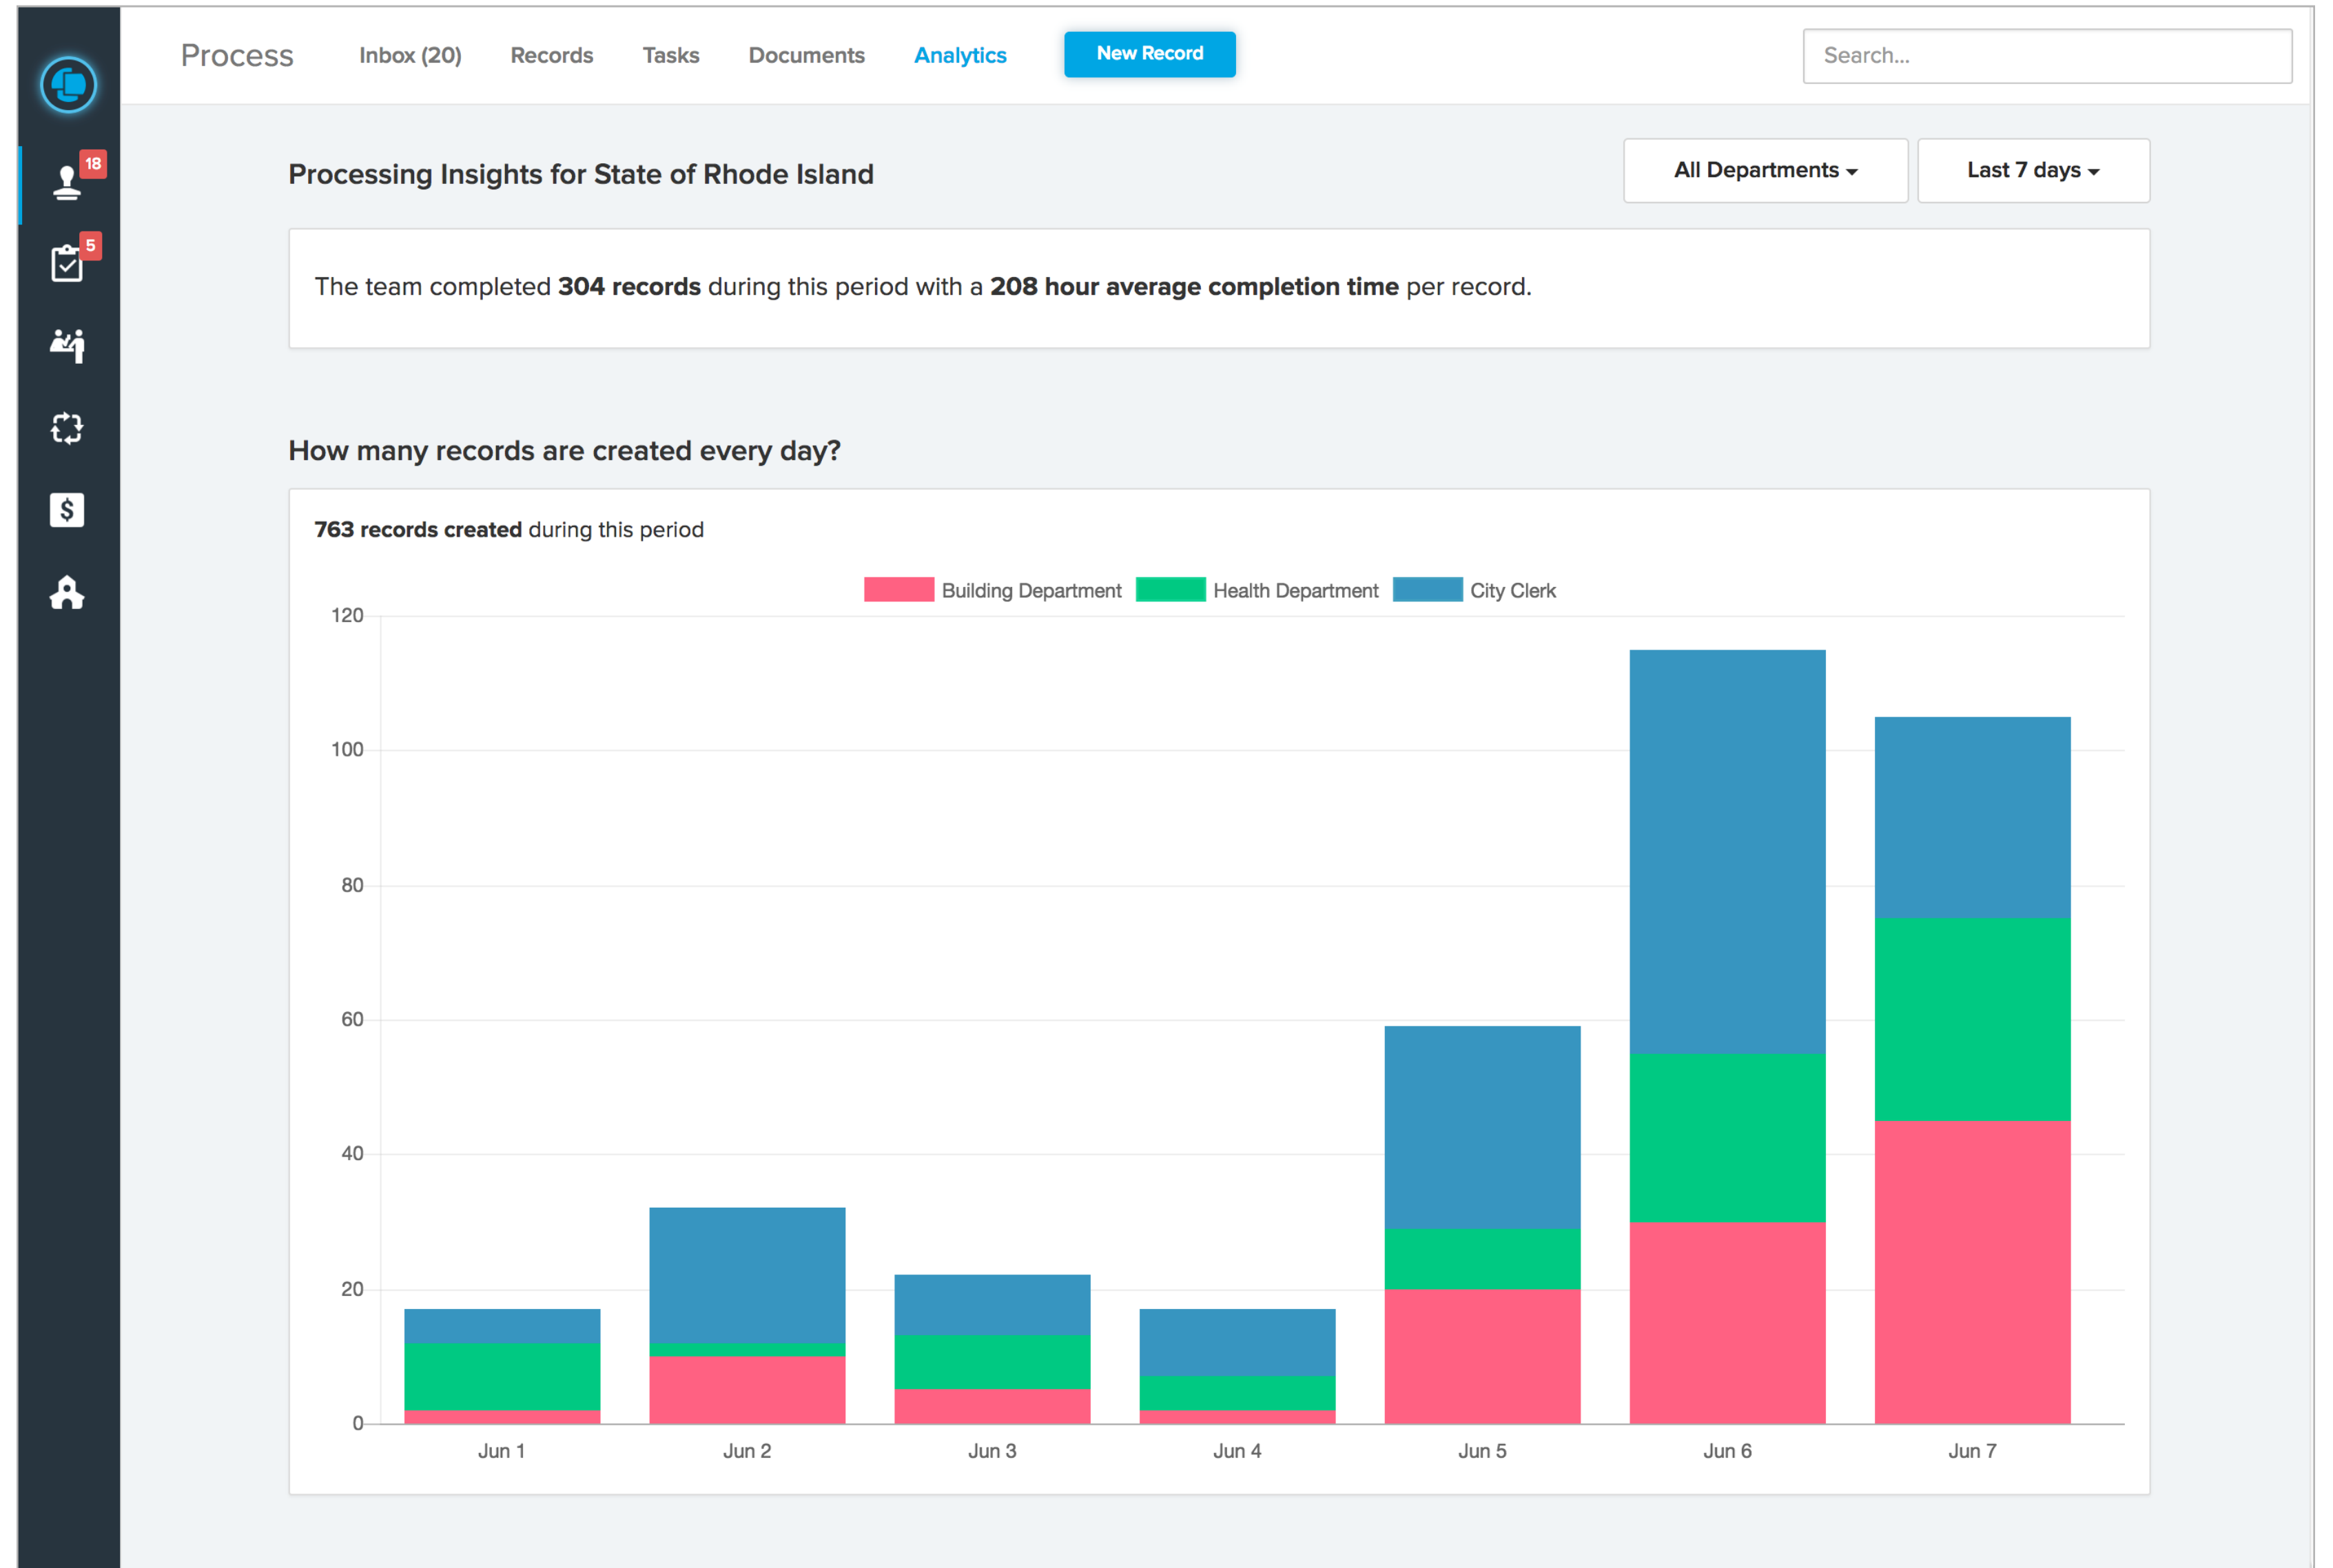 Process Inbox (20) Records Tasks Documents Analytics New Record Search...
18
5
$
Processing Insights for State of Rhode Island All Departments Last 7 days
The team completed 304 records during this period with a 208 hour average completion time per record.
How many records are created every day?
763 records created during this period
Building Department Health Department City Clerk
120
100
80
60
40
20
0
Jun 1 Jun 2 Jun 3 Jun 4 Jun 5 Jun 6 Jun 7